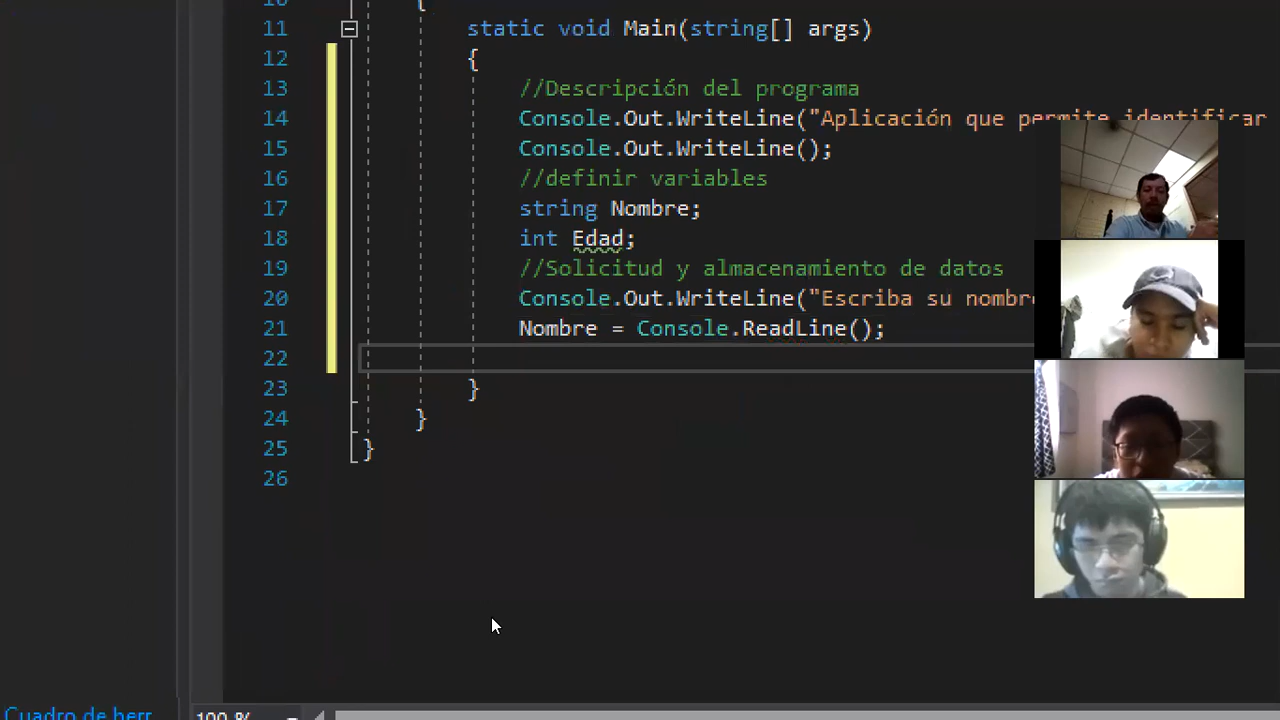 11 static void Main(string[] args)
12 {
13 //Descripción del programa
14 Console.Out.WriteLine("Aplicación que permite identificar
15 Console.Out.WriteLine();
16 //definir variables
17 string Nombre;
18 int Edad;
19 //Solicitud y almacenamiento de datos
20 Console.Out.WriteLine("Escriba su nombre
21 Nombre = Console.ReadLine();
22
23 }
24 }
25 }
26
Cuadro de herr
100 %